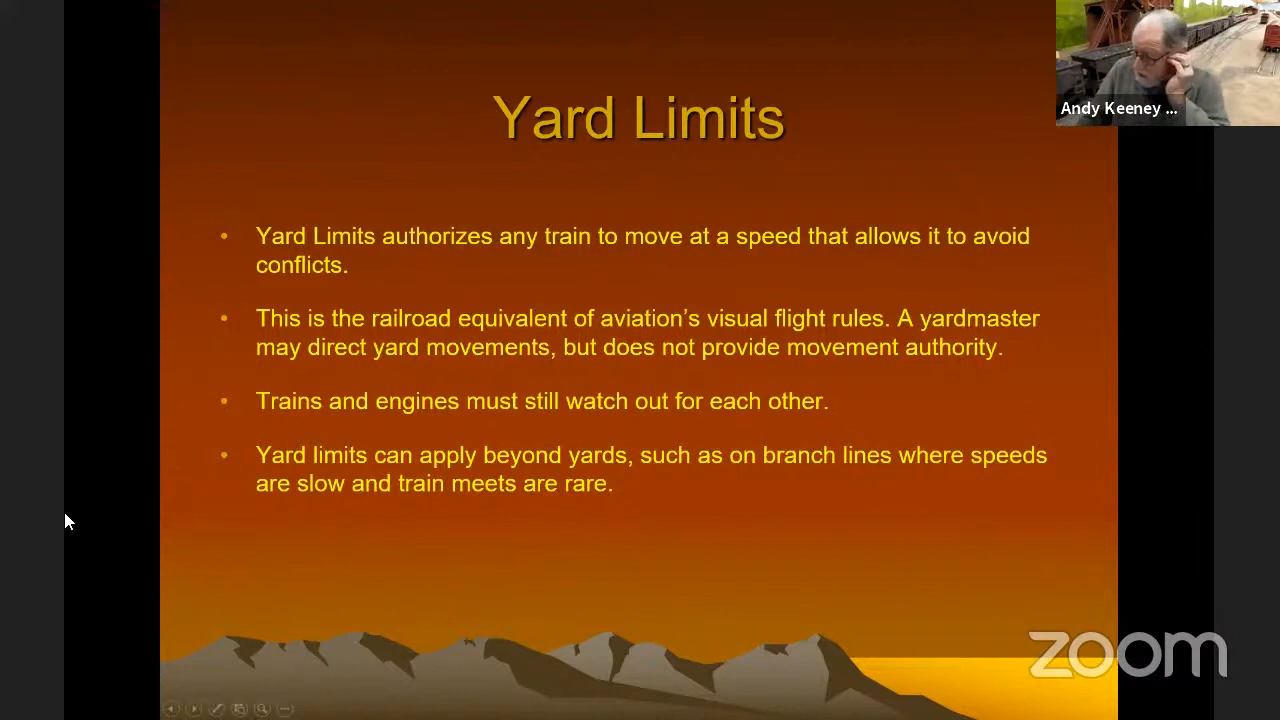 Yard Limits
Andy Keeney ...
• Yard Limits authorizes any train to move at a speed that allows it to avoid
conflicts.
• This is the railroad equivalent of aviation’s visual flight rules. A yardmaster
may direct yard movements, but does not provide movement authority.
• Trains and engines must still watch out for each other.
• Yard limits can apply beyond yards, such as on branch lines where speeds
are slow and train meets are rare.
zoom